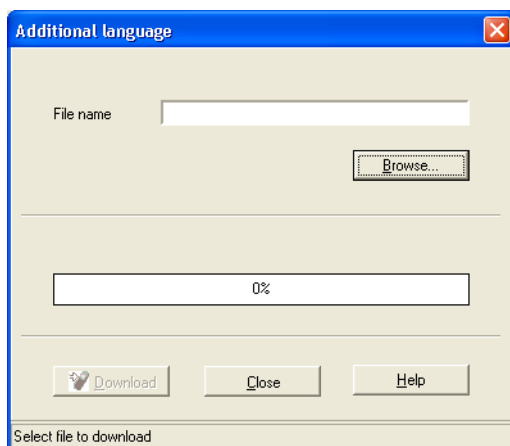 Additional language
File name
Browse...
0%
Download Close Help
Select file to download